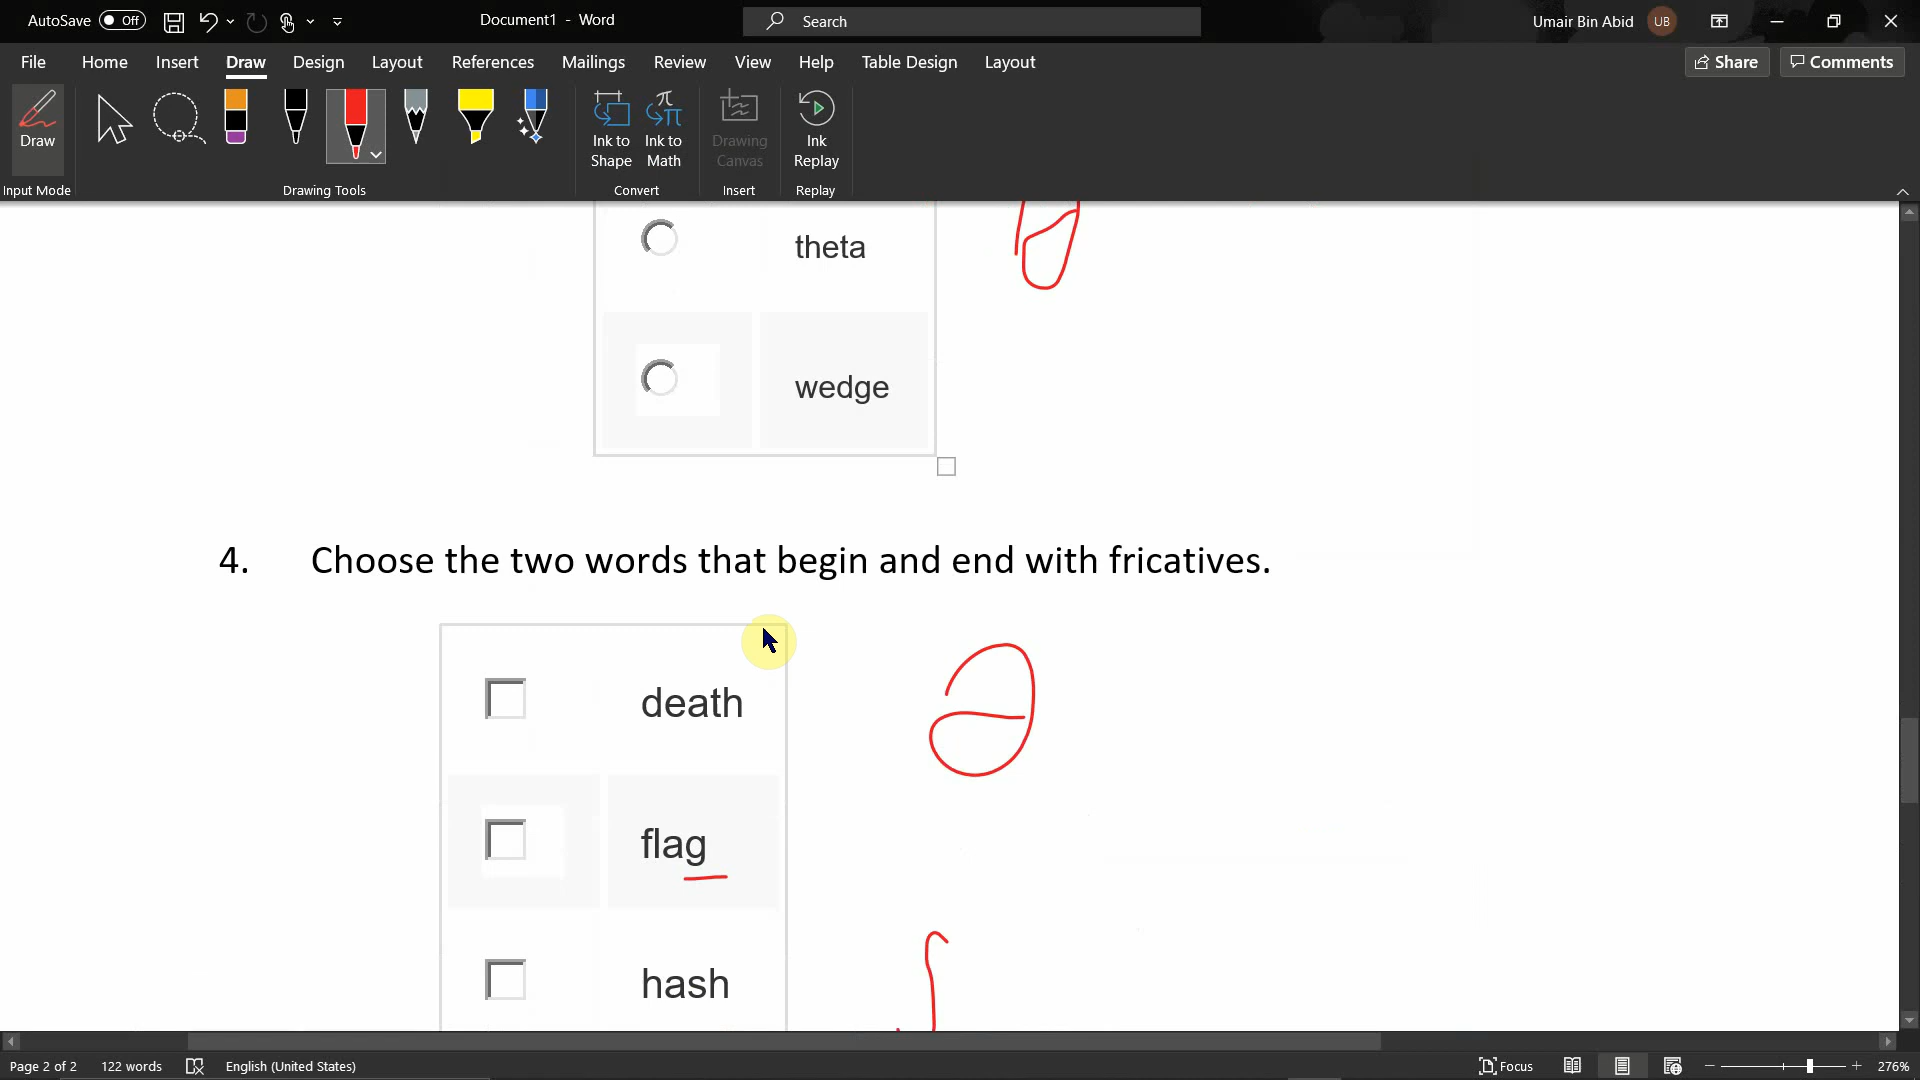 AutoSave Off Document1 - Word Search Umair Bin Abid UB
File Home Insert Draw Design Layout References Mailings Review View Help Table Design Layout Share Comments
Draw Ink to Shape Ink to Math Drawing Canvas Ink Replay
Input Mode Drawing Tools Convert Insert Replay
theta θ
wedge
4. Choose the two words that begin and end with fricatives.
death θ
flag
hash ʃ
Page 2 of 2 122 words English (United States) Focus 276%